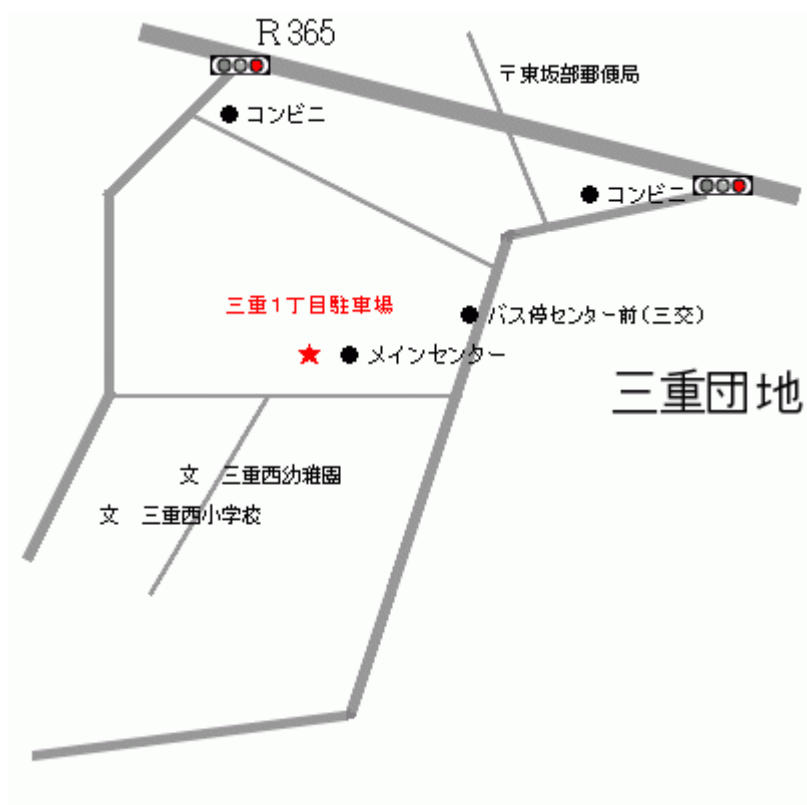 R 365
〒東坂部郵便局
コンビニ
コンビニ
三重1丁目駐車場
バス停センター前(三交)
メインセンター
三重団地
文 三重西幼稚園
文 三重西小学校